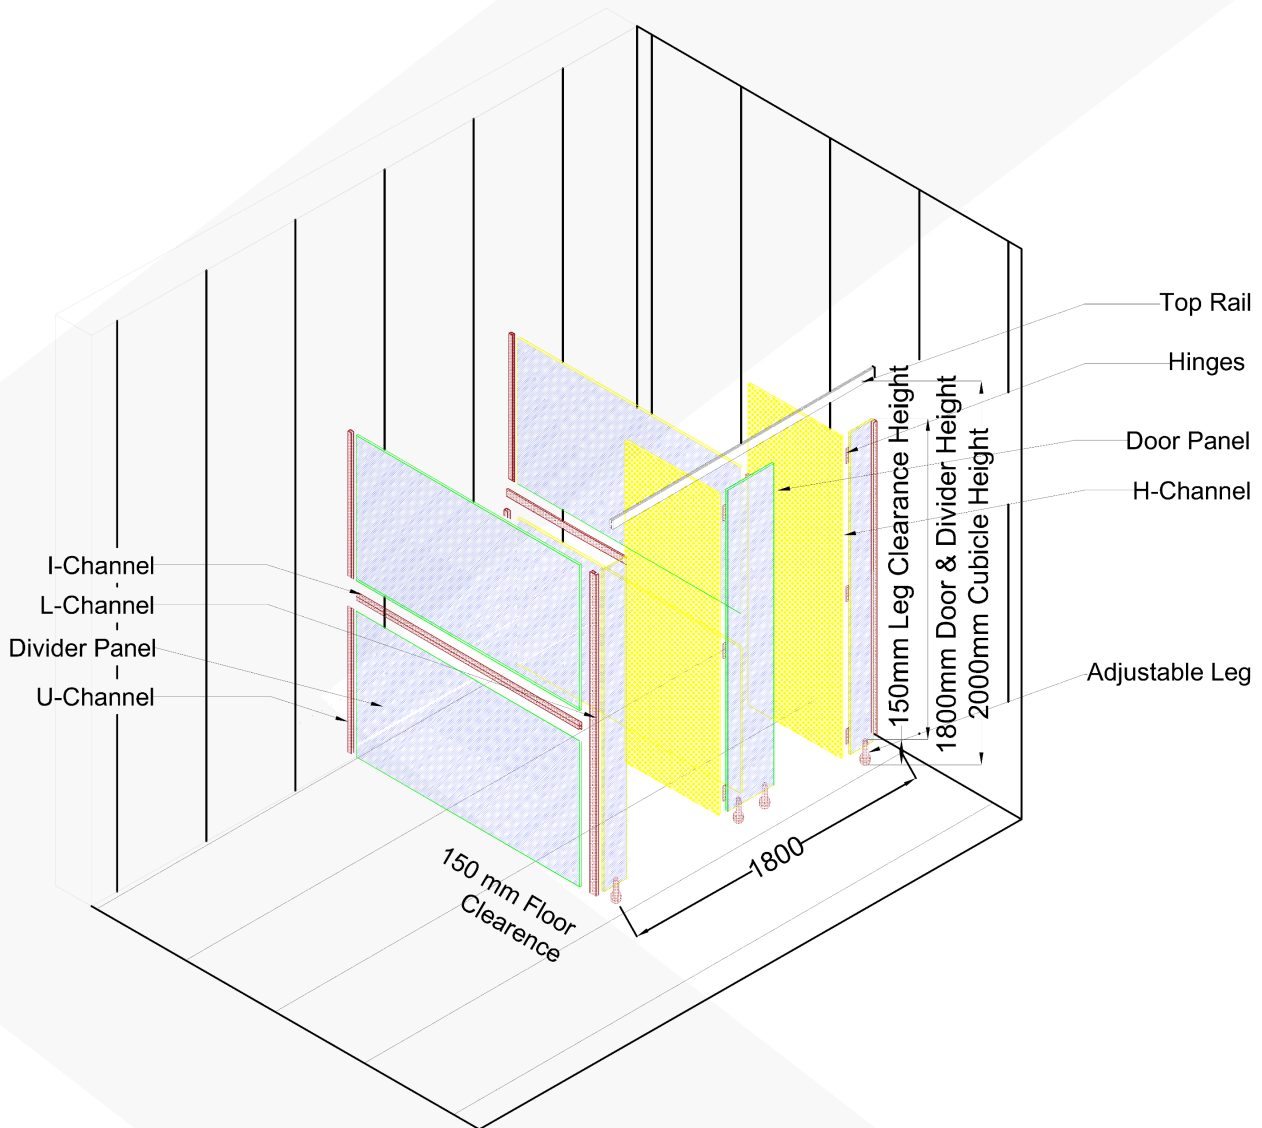 Top Rail
Hinges
Door Panel
H-Channel
150mm Leg Clearance Height
1800mm Door & Divider Height
2000mm Cubicle Height
I-Channel
L-Channel
Divider Panel
U-Channel
Adjustable Leg
1800
150 mm Floor
Clearence